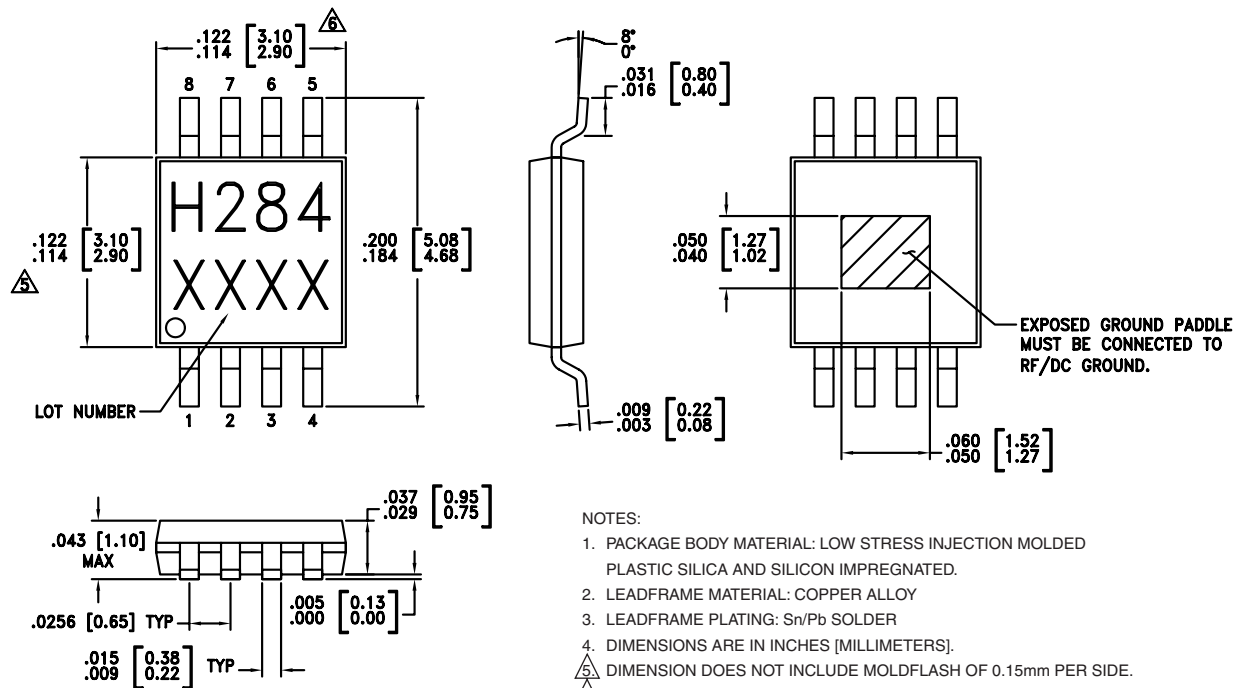 .122 [3.10]
.114 [2.90]
6
8 7 6 5
H284
XXXX
.122 [3.10]
.114 [2.90]
5
.200 [5.08]
.184 [4.68]
LOT NUMBER
1 2 3 4
8°
0°
.031 [0.80]
.016 [0.40]
.009 [0.22]
.003 [0.08]
.050 [1.27]
.040 [1.02]
EXPOSED GROUND PADDLE
MUST BE CONNECTED TO
RF/DC GROUND.
.060 [1.52]
.050 [1.27]
.037 [0.95]
.029 [0.75]
.043 [1.10]
MAX
.005 [0.13]
.000 [0.00]
.0256 [0.65] TYP
.015 [0.38]
.009 [0.22] TYP
NOTES:
1. PACKAGE BODY MATERIAL: LOW STRESS INJECTION MOLDED
PLASTIC SILICA AND SILICON IMPREGNATED.
2. LEADFRAME MATERIAL: COPPER ALLOY
3. LEADFRAME PLATING: Sn/Pb SOLDER
4. DIMENSIONS ARE IN INCHES [MILLIMETERS].
5. DIMENSION DOES NOT INCLUDE MOLDFLASH OF 0.15mm PER SIDE.